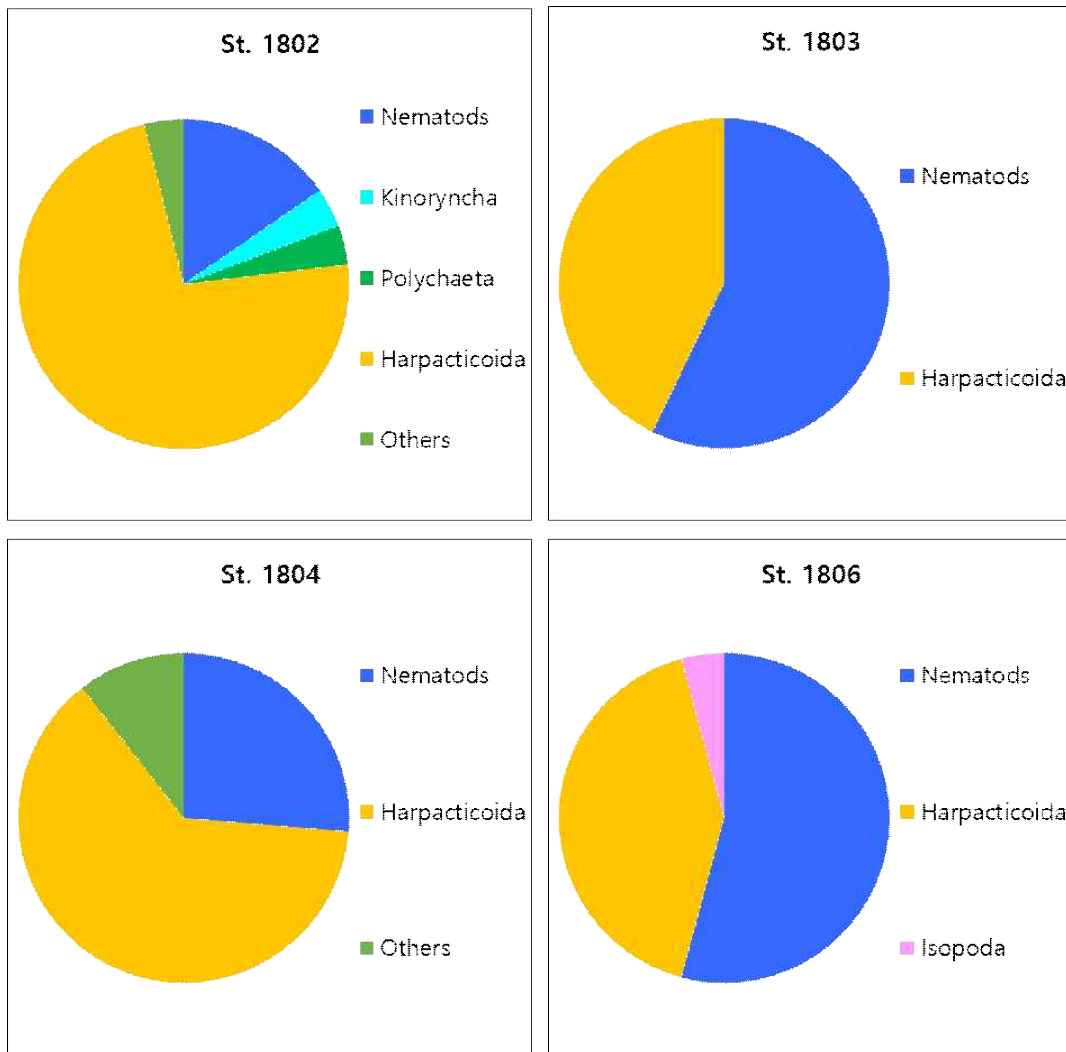 St. 1802
Nematods
Kinoryncha
Polychaeta
Harpacticoida
Others
St. 1803
Nematods
Harpacticoida
St. 1804
Nematods
Harpacticoida
Others
St. 1806
Nematods
Harpacticoida
Isopoda